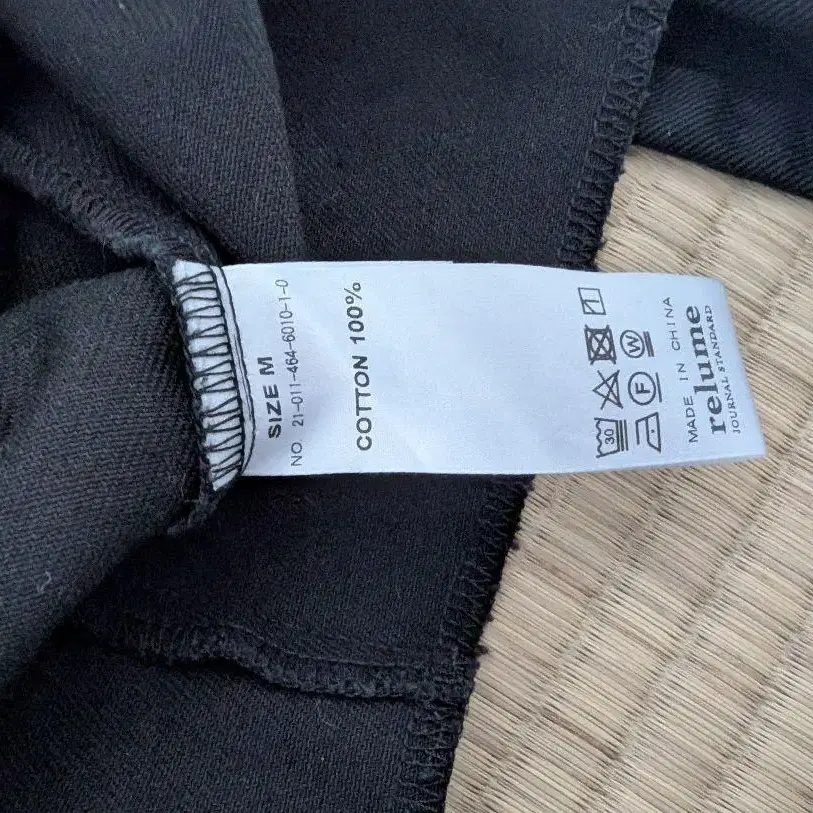 SIZE M
NO. 21-011-464-6010-1-0
COTTON 100%
30
F
W
MADE IN CHINA
relume
JOURNAL STANDARD